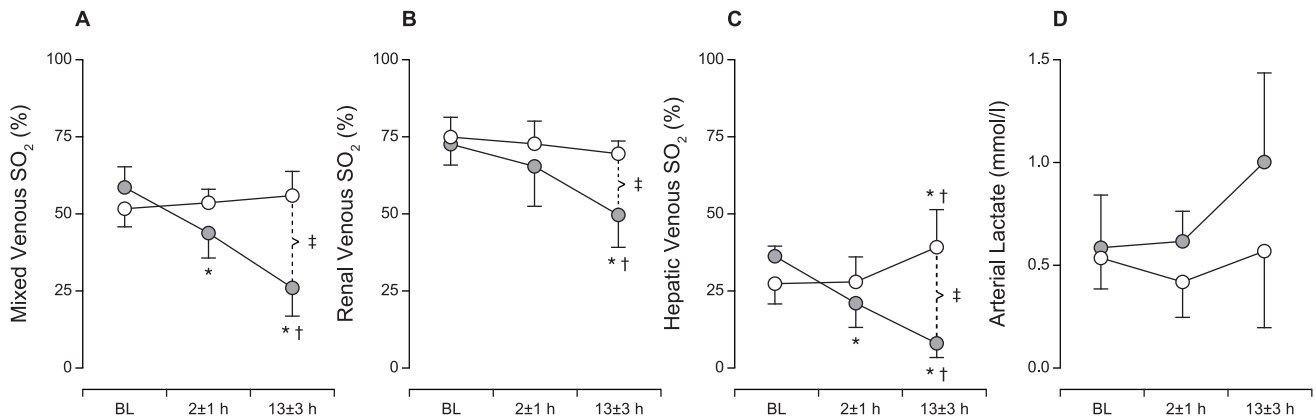 A
B
C
D
Mixed Venous SO₂ (%)
100
75
50
25
0
*
* †
‡
BL
2±1 h
13±3 h
Renal Venous SO₂ (%)
100
75
50
25
0
‡
* †
BL
2±1 h
13±3 h
Hepatic Venous SO₂ (%)
100
75
50
25
0
* †
‡
*
* †
BL
2±1 h
13±3 h
Arterial Lactate (mmol/l)
1.5
1.0
0.5
0.0
BL
2±1 h
13±3 h